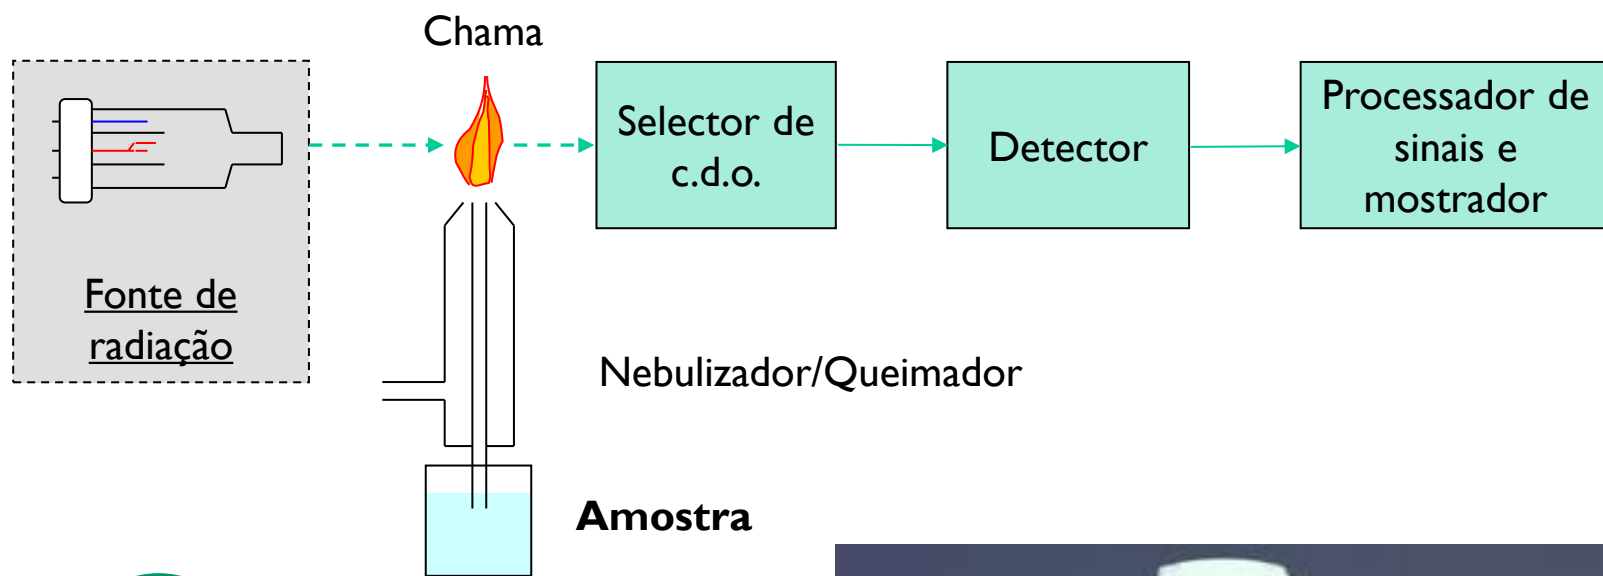 Chama
Fonte de
radiação
Selector de
c.d.o.
Detector
Processador de
sinais e
mostrador
Nebulizador/Queimador
Amostra